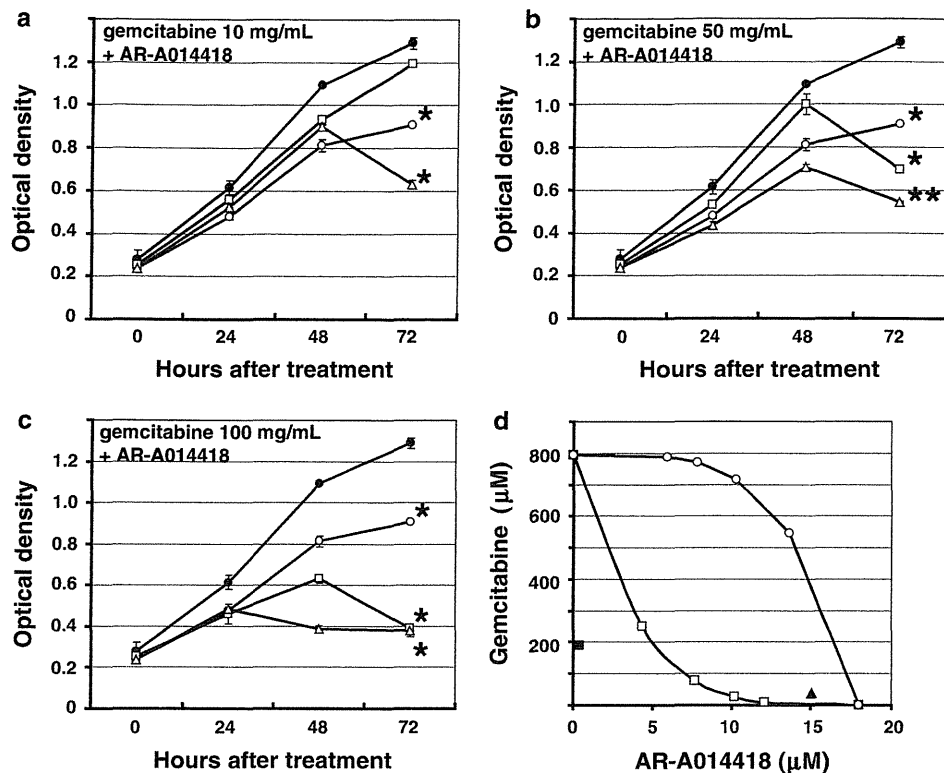 a
gemcitabine 10 mg/mL
+ AR-A014418
Optical density
1.2
1.0
0.8
0.6
0.4
0.2
0
0 24 48 72
Hours after treatment
*
*
b
gemcitabine 50 mg/mL
+ AR-A014418
Optical density
1.2
1.0
0.8
0.6
0.4
0.2
0
0 24 48 72
Hours after treatment
*
*
**
c
gemcitabine 100 mg/mL
+ AR-A014418
Optical density
1.2
1.0
0.8
0.6
0.4
0.2
0
0 24 48 72
Hours after treatment
*
*
*
d
Gemcitabine (μM)
800
600
400
200
0 5 10 15 20
AR-A014418 (μM)